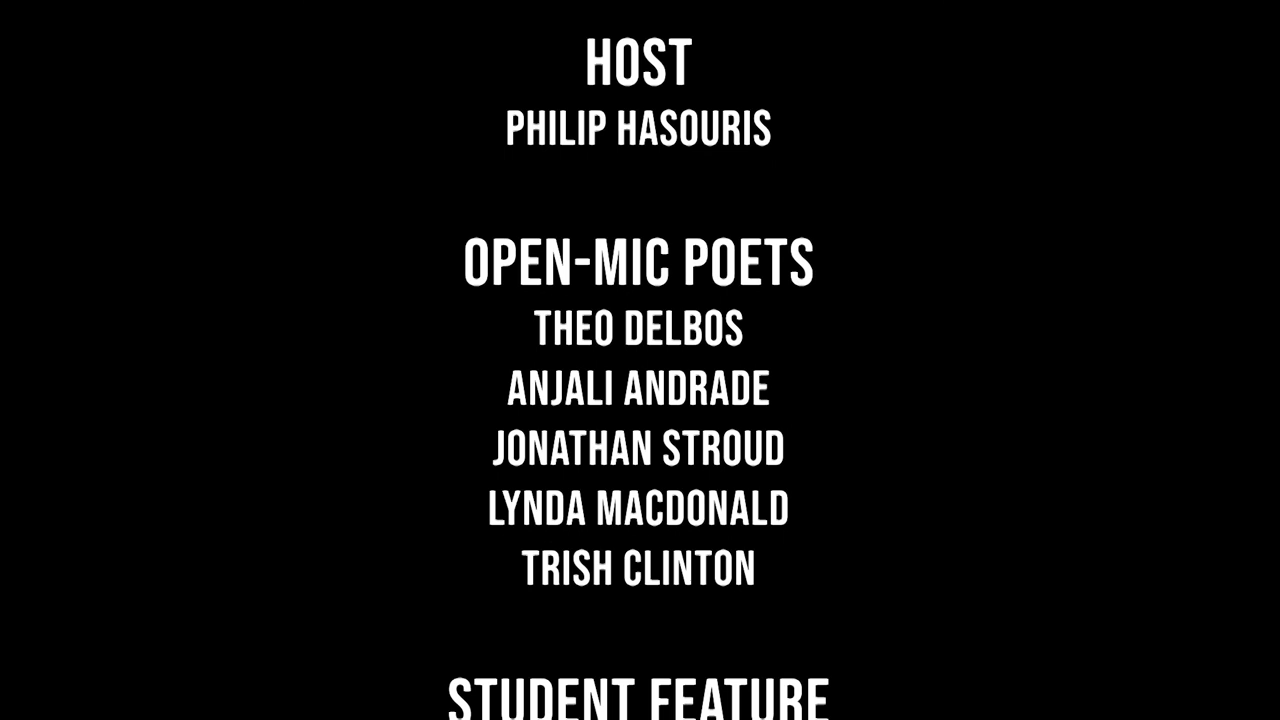 HOST
PHILIP HASOURIS
OPEN-MIC POETS
THEO DELBOS
ANJALI ANDRADE
JONATHAN STROUD
LYNDA MACDONALD
TRISH CLINTON
STUDENT FEATURE